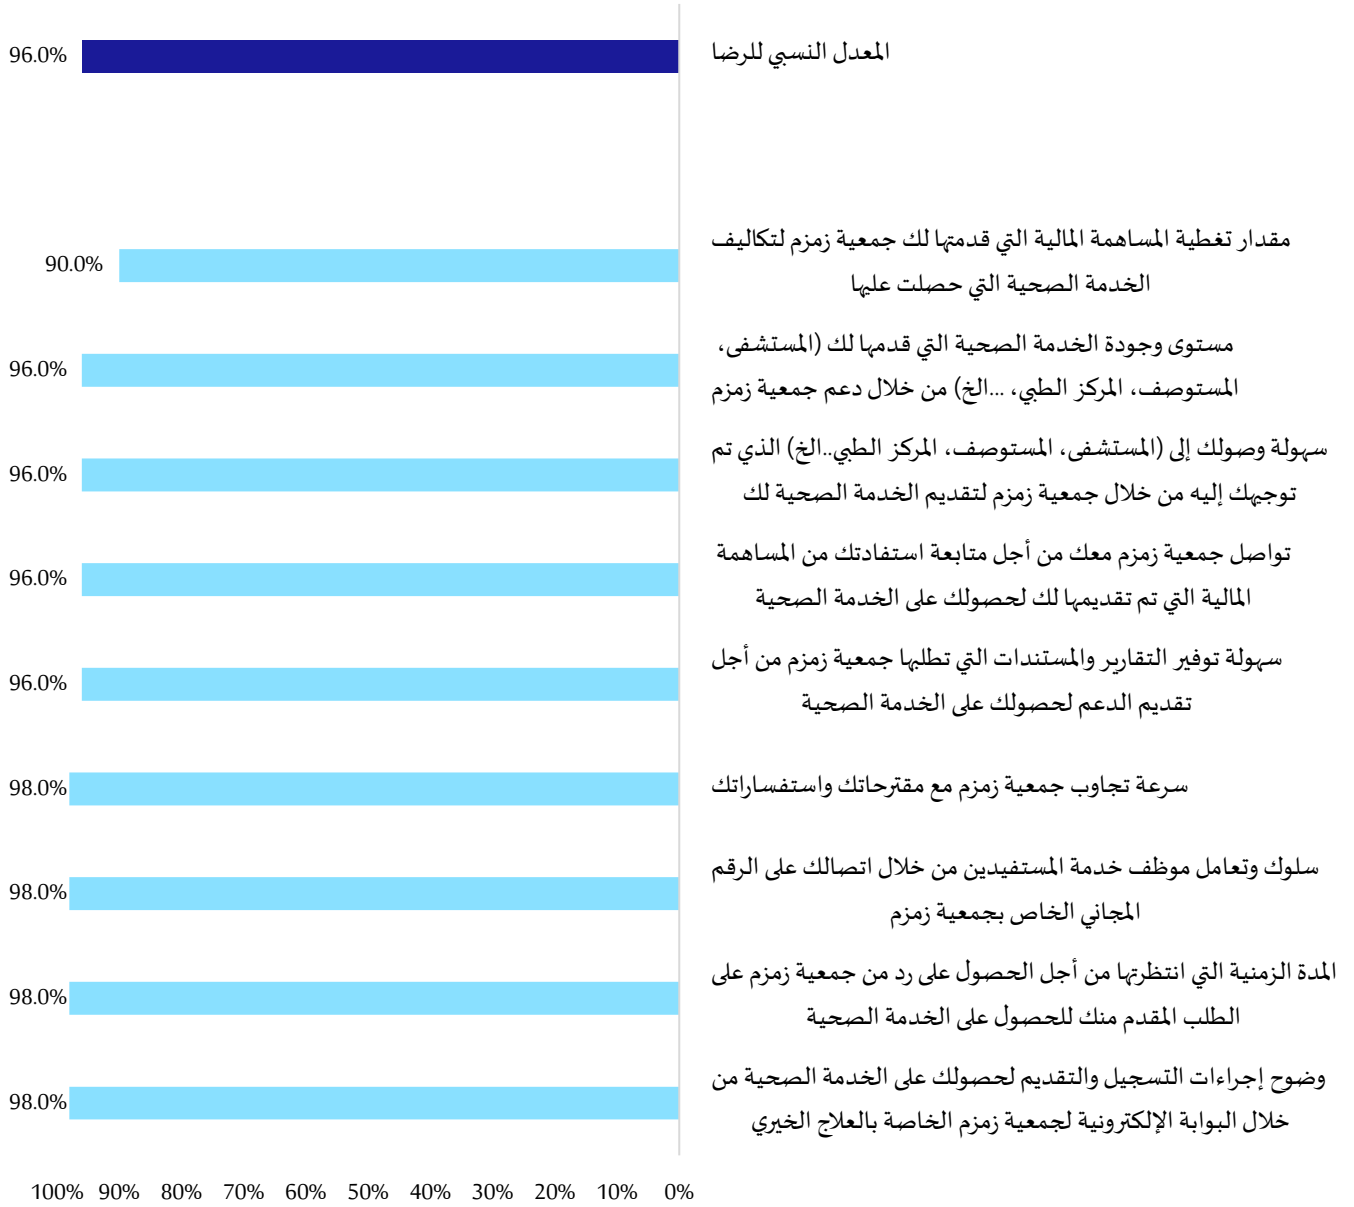 المعدل النسبي للرضا
96.0%
مقدار تغطية المساهمة المالية التي قدمتها لك جمعية زمزم لتكاليف
الخدمة الصحية التي حصلت عليها
90.0%
مستوى وجودة الخدمة الصحية التي قدمها لك (المستشفى،
المستوصف، المركز الطبي، ...الخ) من خلال دعم جمعية زمزم
96.0%
سهولة وصولك إلى (المستشفى، المستوصف، المركز الطبي..الخ) الذي تم
توجيهك إليه من خلال جمعية زمزم لتقديم الخدمة الصحية لك
96.0%
تواصل جمعية زمزم معك من أجل متابعة استفادتك من المساهمة
المالية التي تم تقديمها لك لحصولك على الخدمة الصحية
96.0%
سهولة توفير التقارير والمستندات التي تطلبها جمعية زمزم من أجل
تقديم الدعم لحصولك على الخدمة الصحية
96.0%
سرعة تجاوب جمعية زمزم مع مقترحاتك واستفساراتك
98.0%
سلوك وتعامل موظف خدمة المستفيدين من خلال اتصالك على الرقم
المجاني الخاص بجمعية زمزم
98.0%
المدة الزمنية التي انتظرتها من أجل الحصول على رد من جمعية زمزم على
الطلب المقدم منك للحصول على الخدمة الصحية
98.0%
وضوح إجراءات التسجيل والتقديم لحصولك على الخدمة الصحية من
خلال البوابة الإلكترونية لجمعية زمزم الخاصة بالعلاج الخيري
98.0%
100% 90% 80% 70% 60% 50% 40% 30% 20% 10% 0%